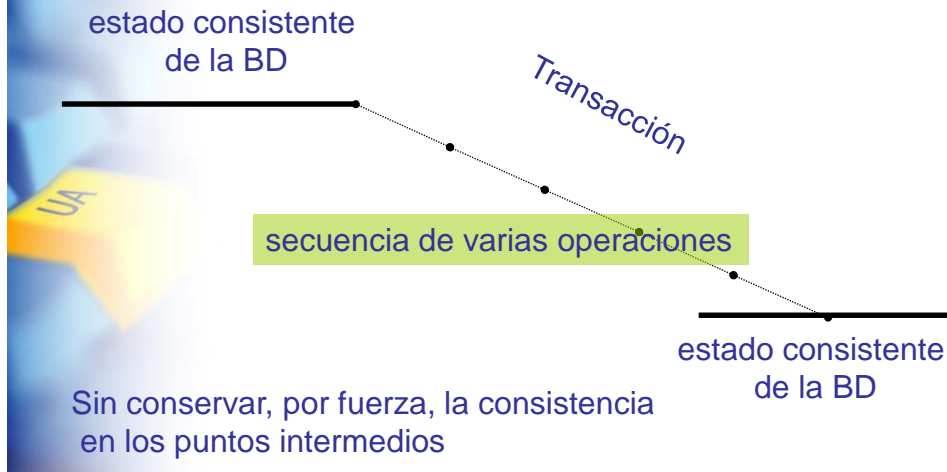 estado consistente
de la BD
Transacción
UA
secuencia de varias operaciones
estado consistente
de la BD
Sin conservar, por fuerza, la consistencia
en los puntos intermedios